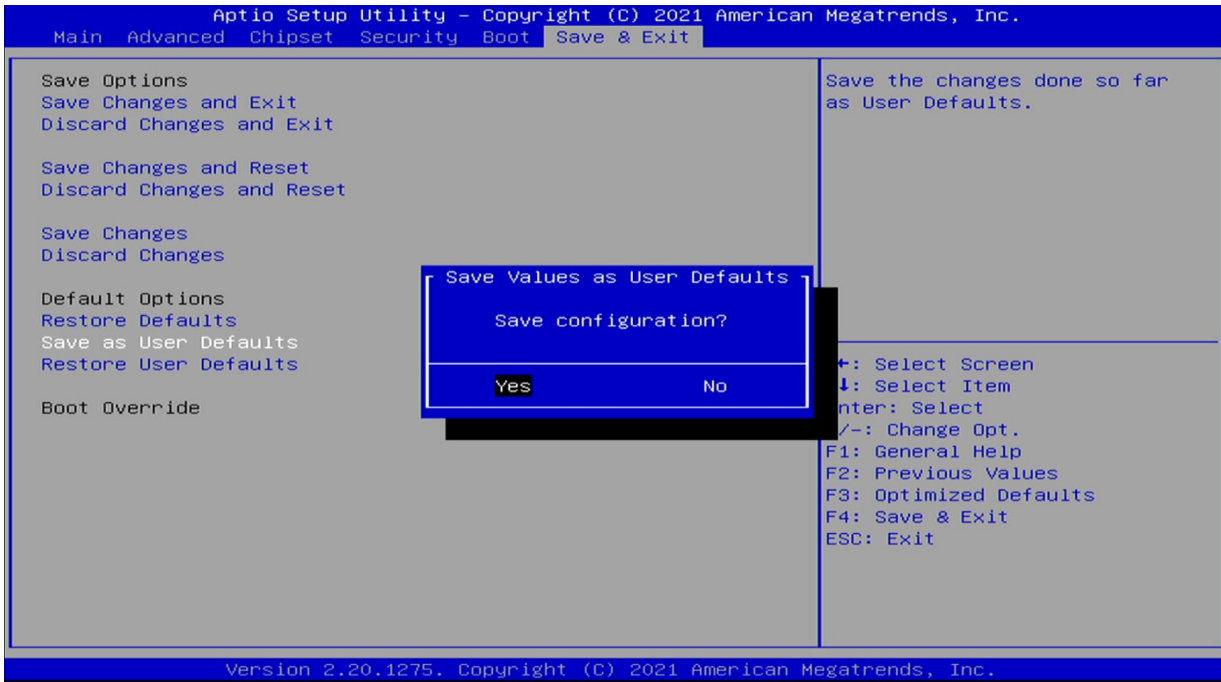 Aptio Setup Utility – Copyright (C) 2021 American Megatrends, Inc.
Main Advanced Chipset Security Boot Save & Exit
Save Options
Save Changes and Exit
Discard Changes and Exit
Save Changes and Reset
Discard Changes and Reset
Save Changes
Discard Changes
Default Options
Restore Defaults
Save as User Defaults
Restore User Defaults
Boot Override
Save Values as User Defaults
Save configuration?
Yes No
Save the changes done so far
as User Defaults.
←: Select Screen
↓: Select Item
nter: Select
/-: Change Opt.
F1: General Help
F2: Previous Values
F3: Optimized Defaults
F4: Save & Exit
ESC: Exit
Version 2.20.1275. Copyright (C) 2021 American Megatrends, Inc.